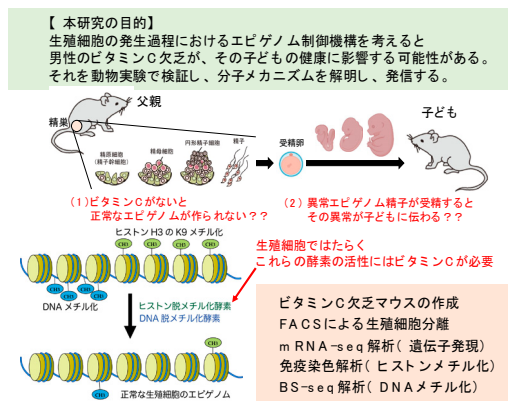 【 本研究の目的】
生殖細胞の発生過程におけるエピゲノム制御機構を考えると
男性のビタミンC欠乏が、その子どもの健康に影響する可能性がある。
それを動物実験で検証し、分子メカニズムを解明し、発信する。
父親
子ども
精巣
精原細胞
(精子幹細胞)
精母細胞
円形精子細胞
精子
受精卵
(1)ビタミンCがないと
正常なエピゲノムが作られない??
(2)異常エピゲノム精子が受精すると
その異常が子どもに伝わる??
ヒストンH3のK9メチル化
CH3
CH3
CH3
CH3
CH3
CH3
CH3
CH3
DNAメチル化
生殖細胞ではたらく
これらの酵素の活性にはビタミンCが必要
ヒストン脱メチル化酵素
DNA脱メチル化酵素
CH3
CH3
正常な生殖細胞のエピゲノム
ビタミンC欠乏マウスの作成
FACSによる生殖細胞分離
mRNA-seq解析(遺伝子発現)
免疫染色解析(ヒストンメチル化)
BS-seq解析(DNAメチル化)